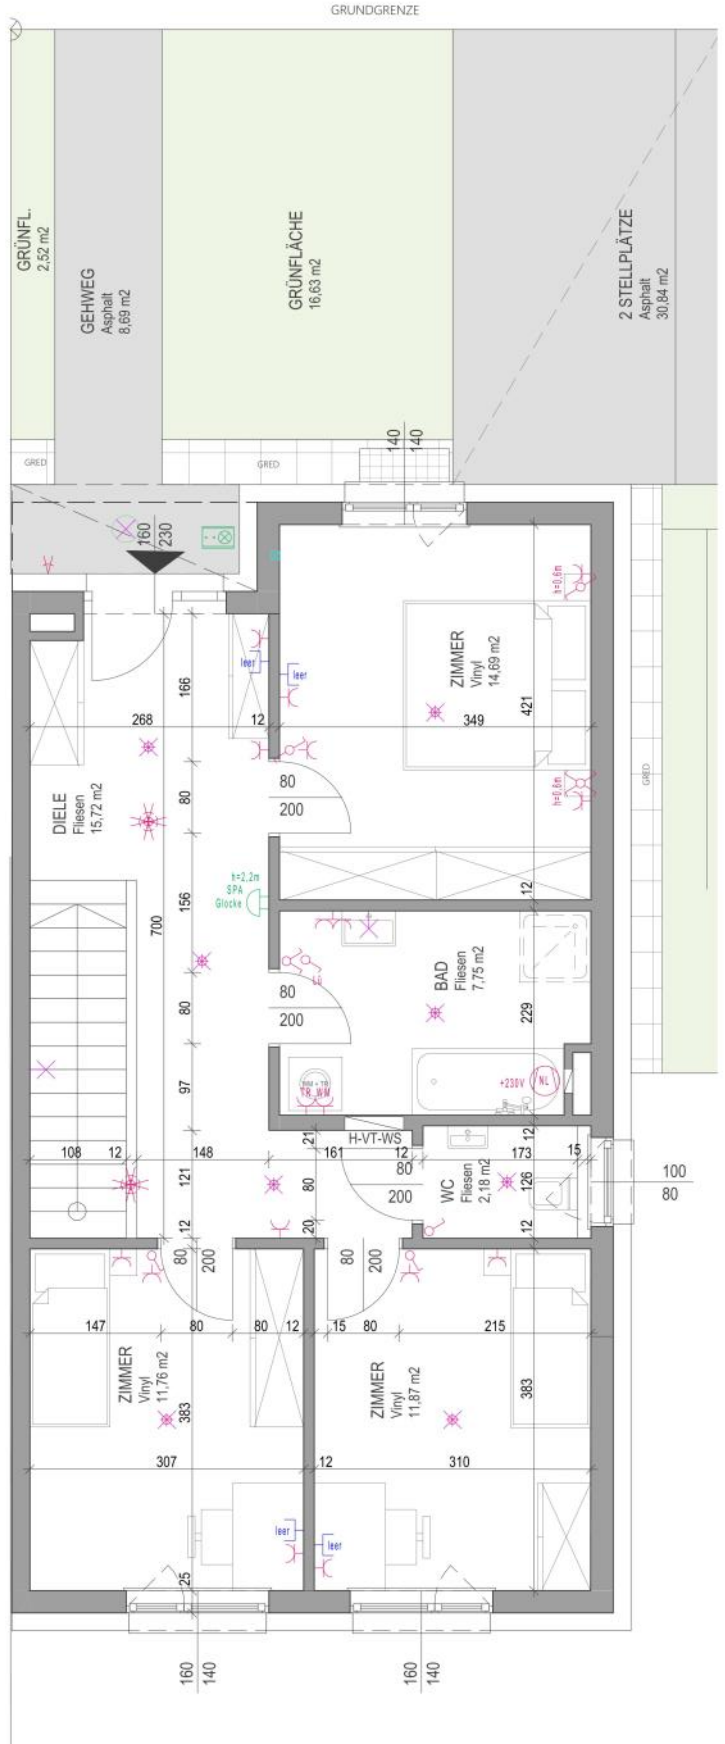 GRUNDGRENZE
GRÜNFL.
2,52 m2
GEHWEG
Asphalt
8,69 m2
GRÜNFLÄCHE
16,63 m2
2 STELLPLÄTZE
Asphalt
30,84 m2
GRED
GRED
140
140
160
230
h=0,6m
ZIMMER
Vinyl
14,69 m2
leer
leer
166
421
268
12
349
GRED
DIELE
Fliesen
15,72 m2
80
80
200
h=0,6m
h=2,2m
SPA
Glocke
156
12
700
BAD
Fliesen
7,75 m2
80
80
200
229
97
TR WM
+230V
NL
H-VT-WS
21
12
108
12
148
161
12
173
15
121
80
80
200
WC
Fliesen
2,18 m2
126
100
80
12
20
12
80
200
80
200
147
80
80
12
15
80
215
ZIMMER
Vinyl
11,76 m2
383
ZIMMER
Vinyl
11,87 m2
383
307
12
310
leer
leer
25
160
140
160
140